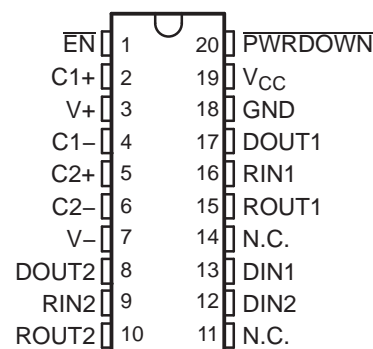 EN 1 20 PWRDOWN
C1+ 2 19 VCC
V+ 3 18 GND
C1− 4 17 DOUT1
C2+ 5 16 RIN1
C2− 6 15 ROUT1
V− 7 14 N.C.
DOUT2 8 13 DIN1
RIN2 9 12 DIN2
ROUT2 10 11 N.C.